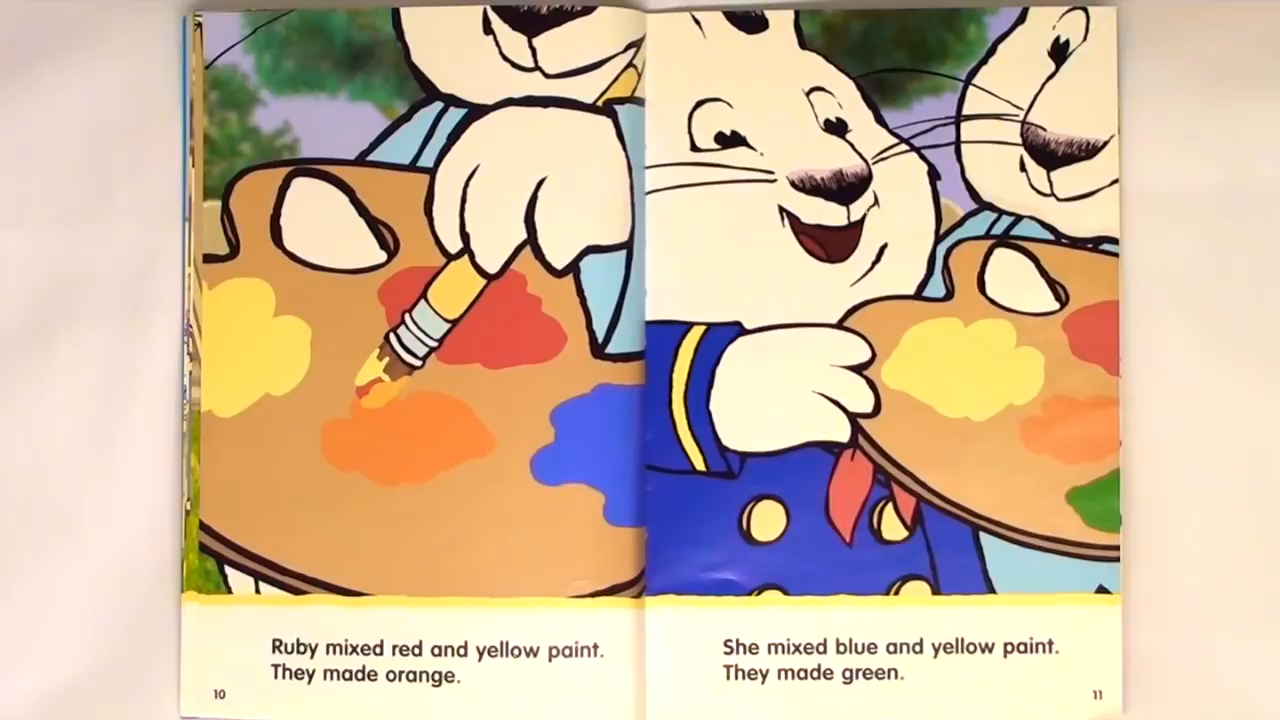 Ruby mixed red and yellow paint.
They made orange.
10
She mixed blue and yellow paint.
They made green.
11